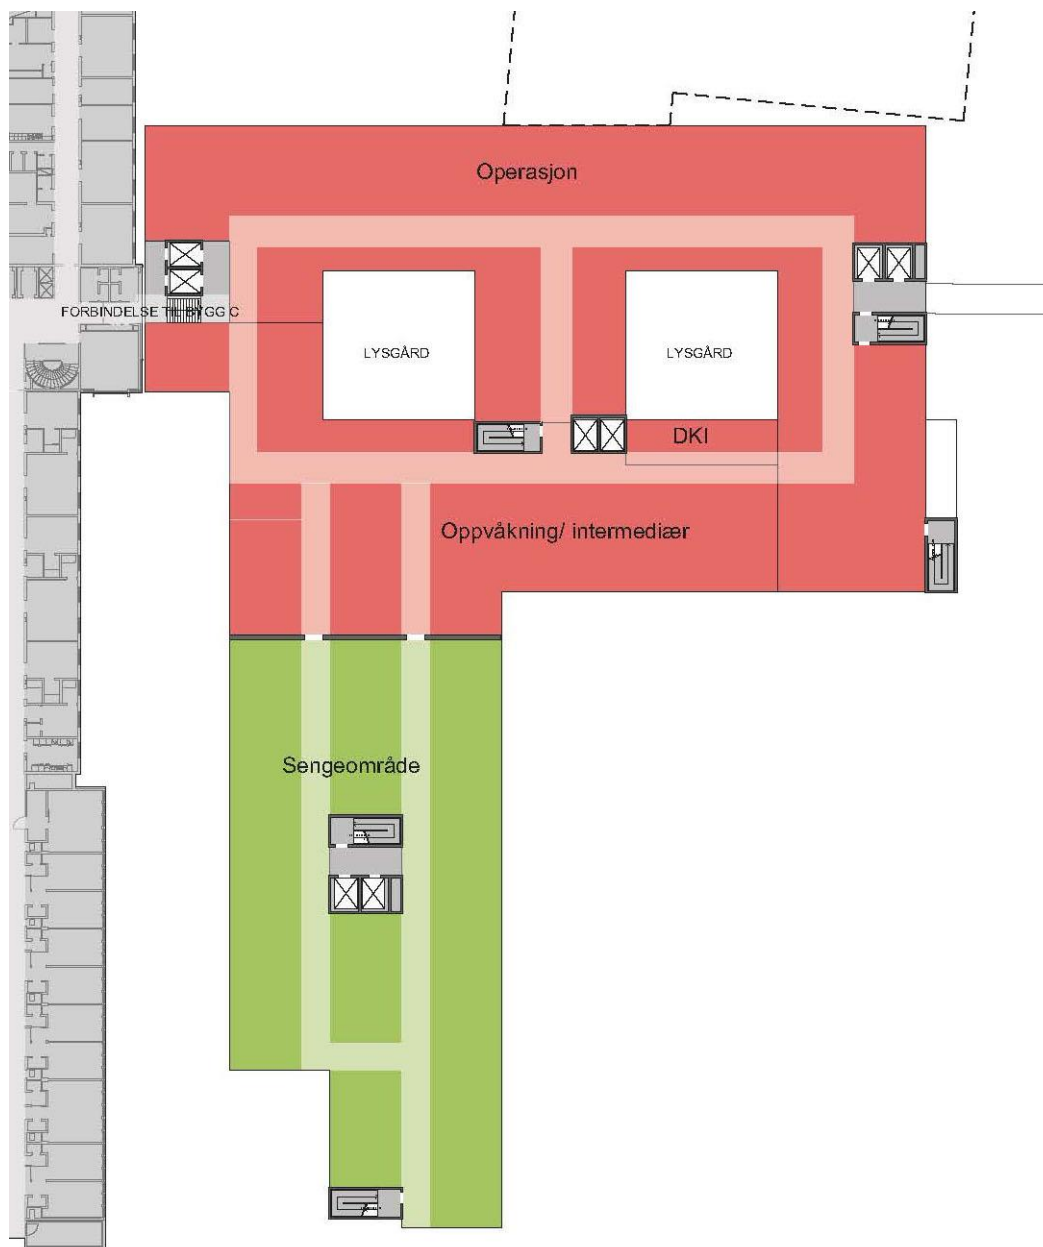 Operasjon
FORBINDELSE TIL BYGG C
LYSGÅRD
LYSGÅRD
DKI
Oppvåkning/ intermediær
Sengeområde